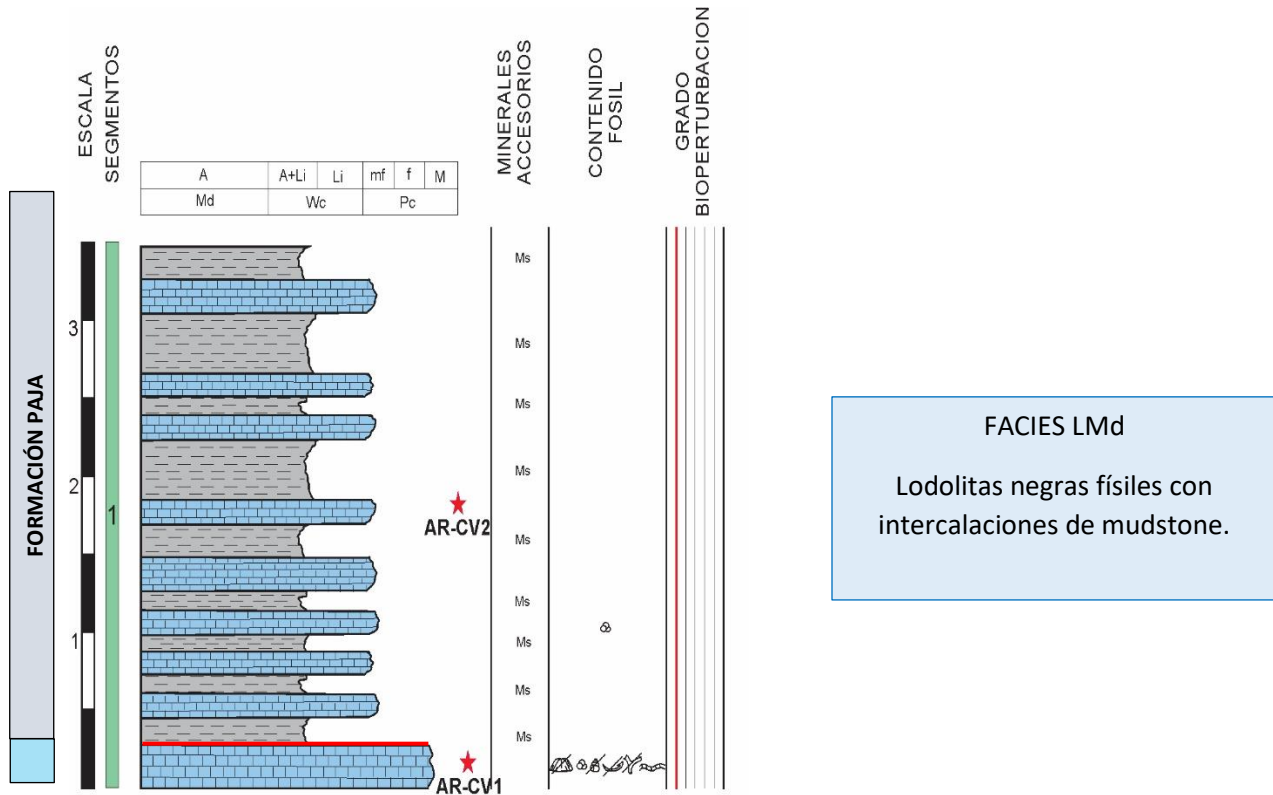 ESCALA
SEGMENTOS
MINERALES
ACCESORIOS
CONTENIDO
FOSIL
GRADO
BIOPERTURBACION
A A+Li Li mf f M
Md Wc Pc
FORMACIÓN PAJA
3
2
1
1
Ms
Ms
Ms
Ms
Ms
Ms
Ms
Ms
Ms
AR-CV2
AR-CV1
FACIES LMd
Lodolitas negras físiles con
intercalaciones de mudstone.